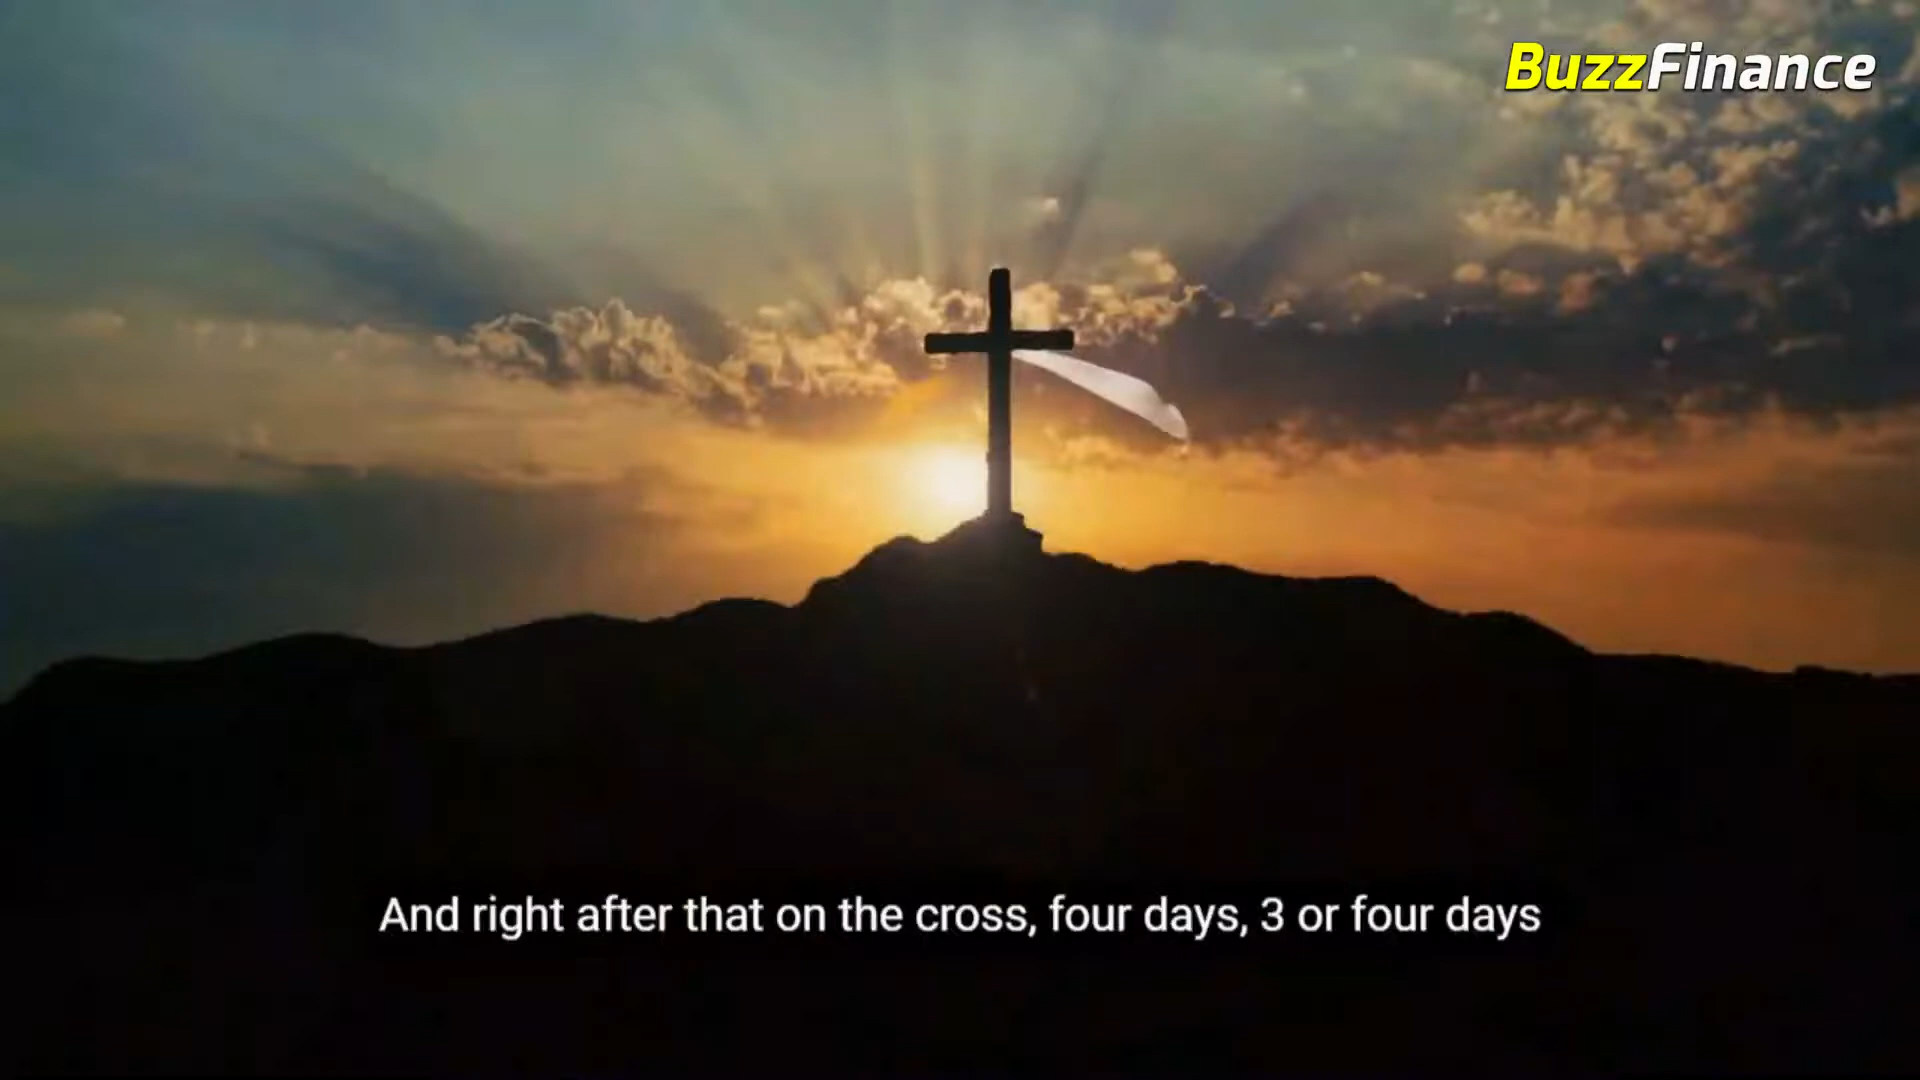 BuzzFinance
And right after that on the cross, four days, 3 or four days